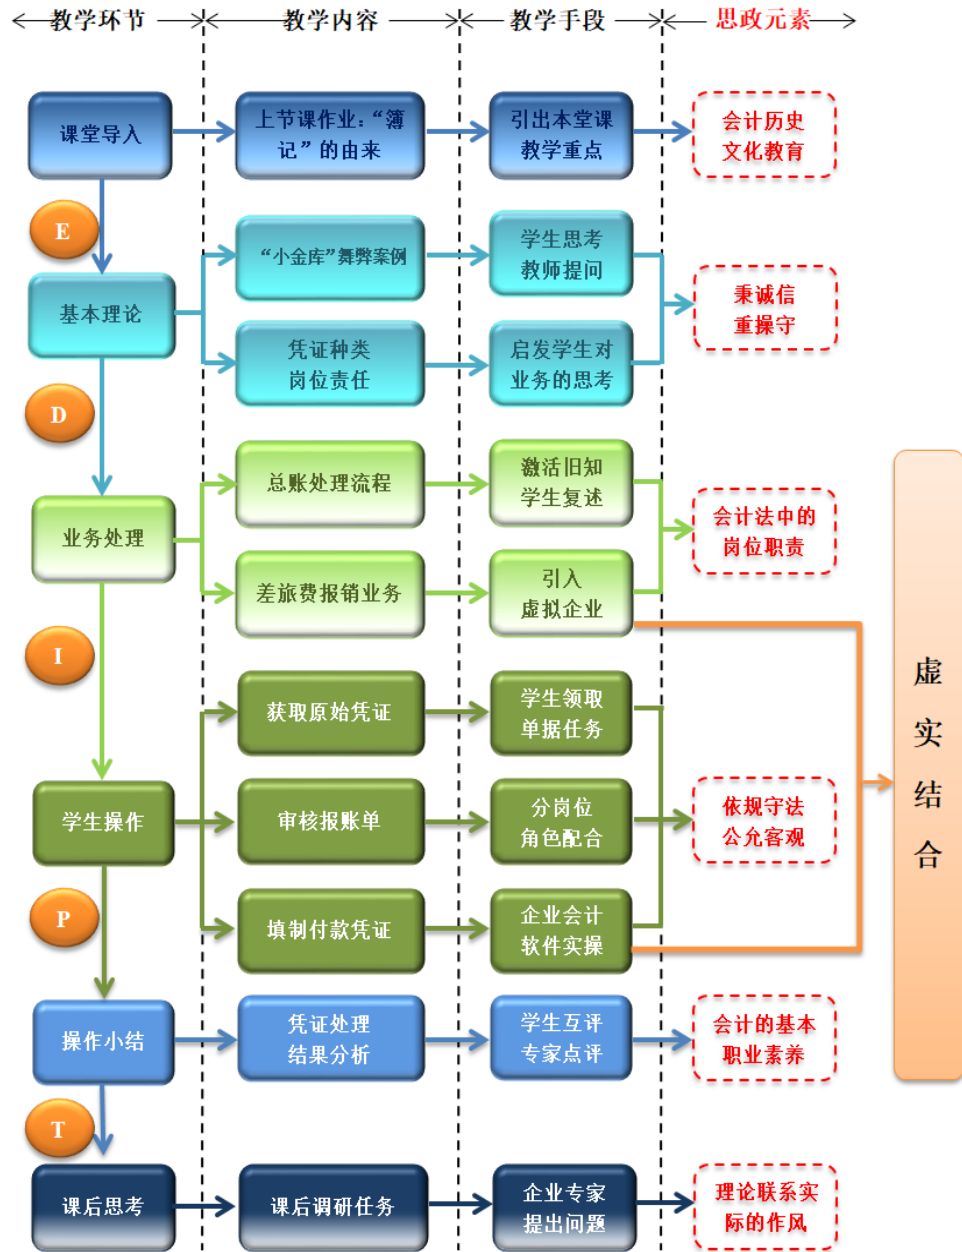 教学环节
教学内容
教学手段
思政元素
课堂导入
上节课作业：“簿
记”的由来
引出本堂课
教学重点
会计历史
文化教育
E
基本理论
“小金库”舞弊案例
学生思考
教师提问
凭证种类
岗位责任
启发学生对
业务的思考
秉诚信
重操守
D
业务处理
总账处理流程
激活旧知
学生复述
差旅费报销业务
引入
虚拟企业
会计法中的
岗位职责
I
学生操作
获取原始凭证
学生领取
单据任务
审核报账单
分岗位
角色配合
填制付款凭证
企业会计
软件实操
依规守法
公允客观
虚
实
结
合
P
操作小结
凭证处理
结果分析
学生互评
专家点评
会计的基本
职业素养
T
课后思考
课后调研任务
企业专家
提出问题
理论联系实
际的作风